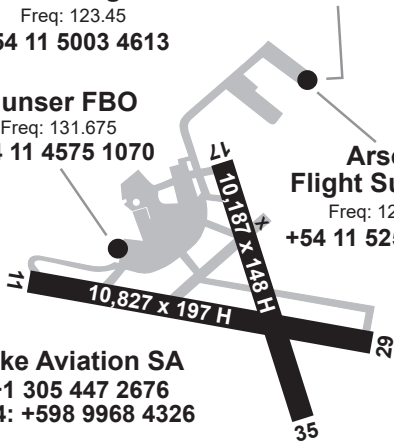 Freq: 123.45
54 11 5003 4613
unser FBO
Freq: 131.675
11 4575 1070
Flight Su
Freq: 12
+54 11 525
17
10,187 x 148 H
X
11
10,827 x 197 H
29
35
ke Aviation SA
1 305 447 2676
4: +598 9968 4326